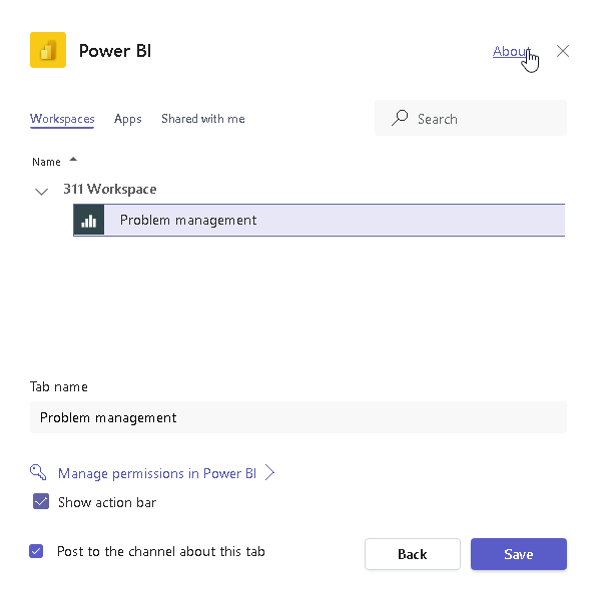 Power BI
About
Workspaces Apps Shared with me
Search
Name
311 Workspace
Problem management
Tab name
Problem management
Manage permissions in Power BI
Show action bar
Post to the channel about this tab
Back
Save